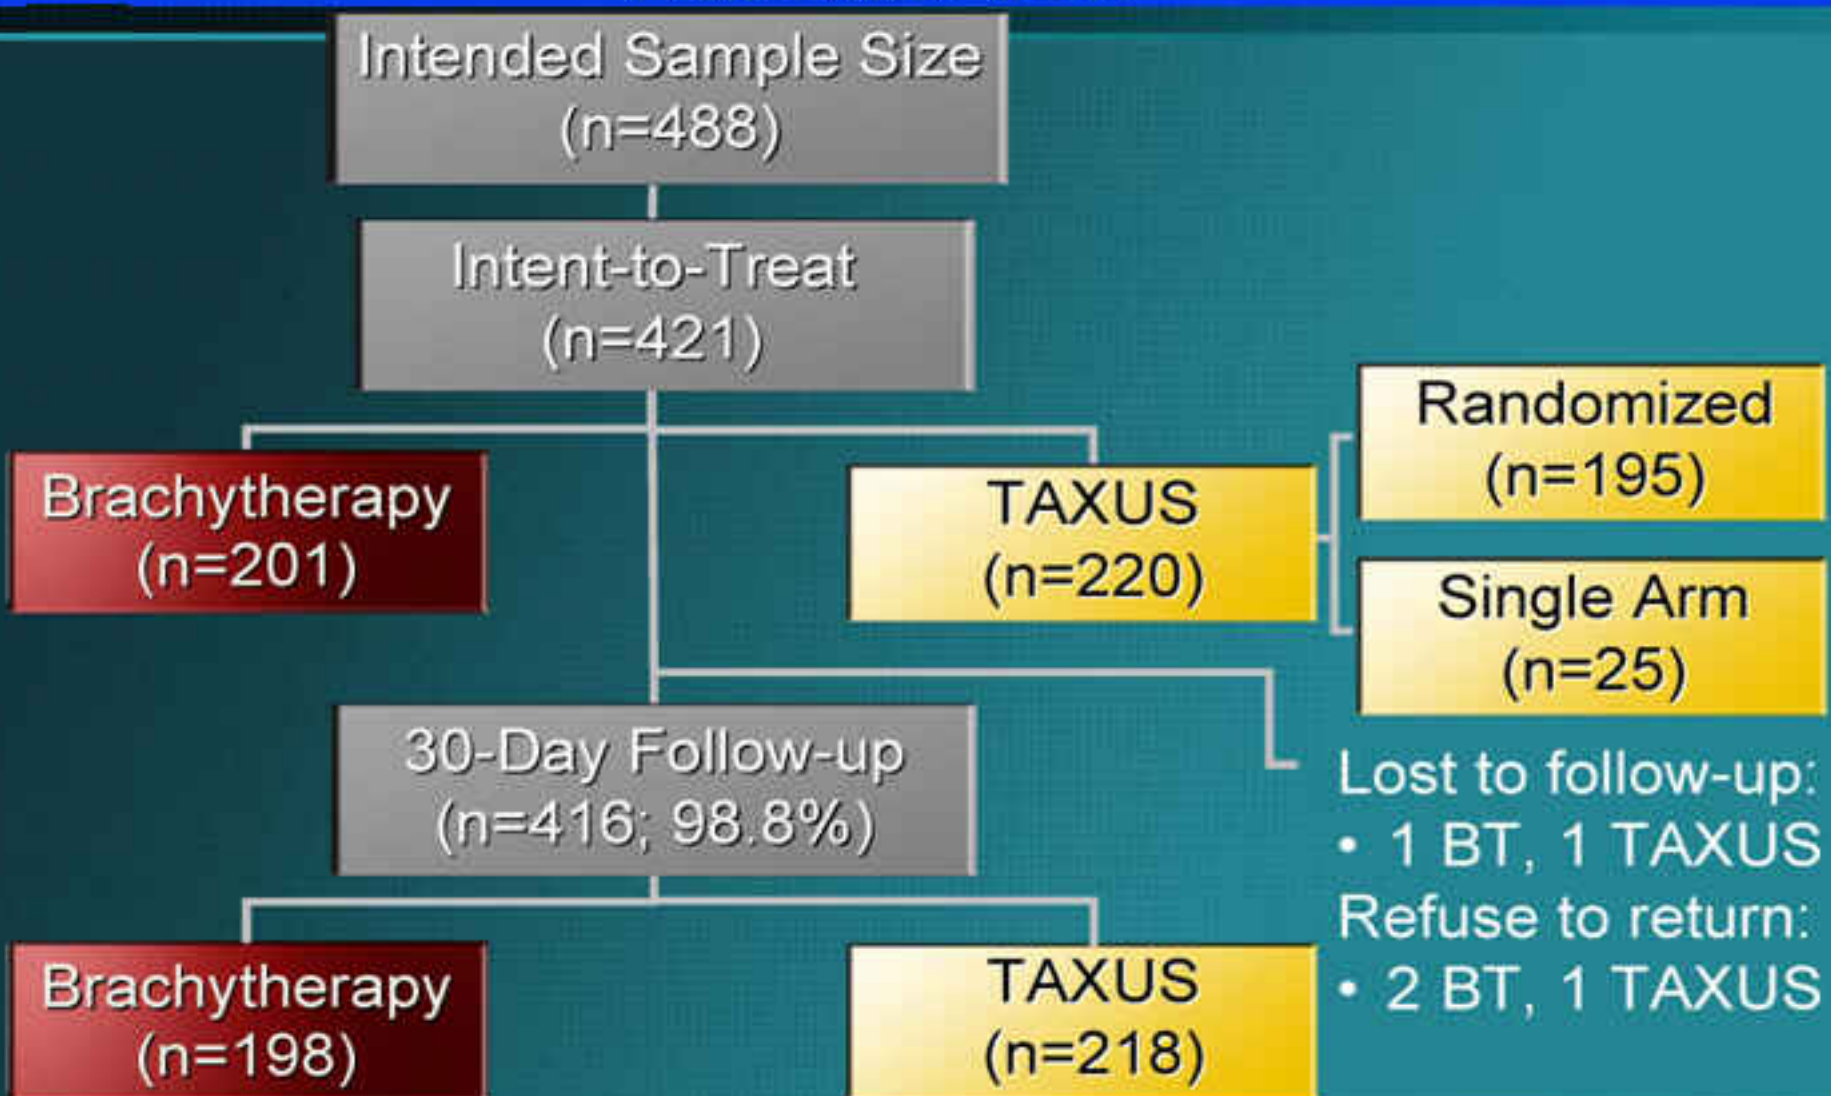 Intended Sample Size
(n=488)
Intent-to-Treat
(n=421)
Brachytherapy
(n=201)
TAXUS
(n=220)
Randomized
(n=195)
Single Arm
(n=25)
30-Day Follow-up
(n=416; 98.8%)
Lost to follow-up:
• 1 BT, 1 TAXUS
Refuse to return:
• 2 BT, 1 TAXUS
Brachytherapy
(n=198)
TAXUS
(n=218)